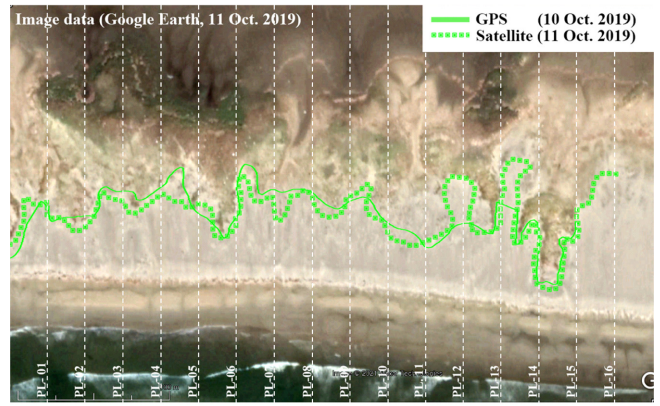 Image data (Google Earth, 11 Oct. 2019)
GPS (10 Oct. 2019)
Satellite (11 Oct. 2019)
PL- 01
PL-02
PL-03
PL-04
PL-05
PL-06
PL-07
PL-08
PL-09
PL-10
PL-11
PL-12
PL-13
PL-14
PL-15
PL-16
G